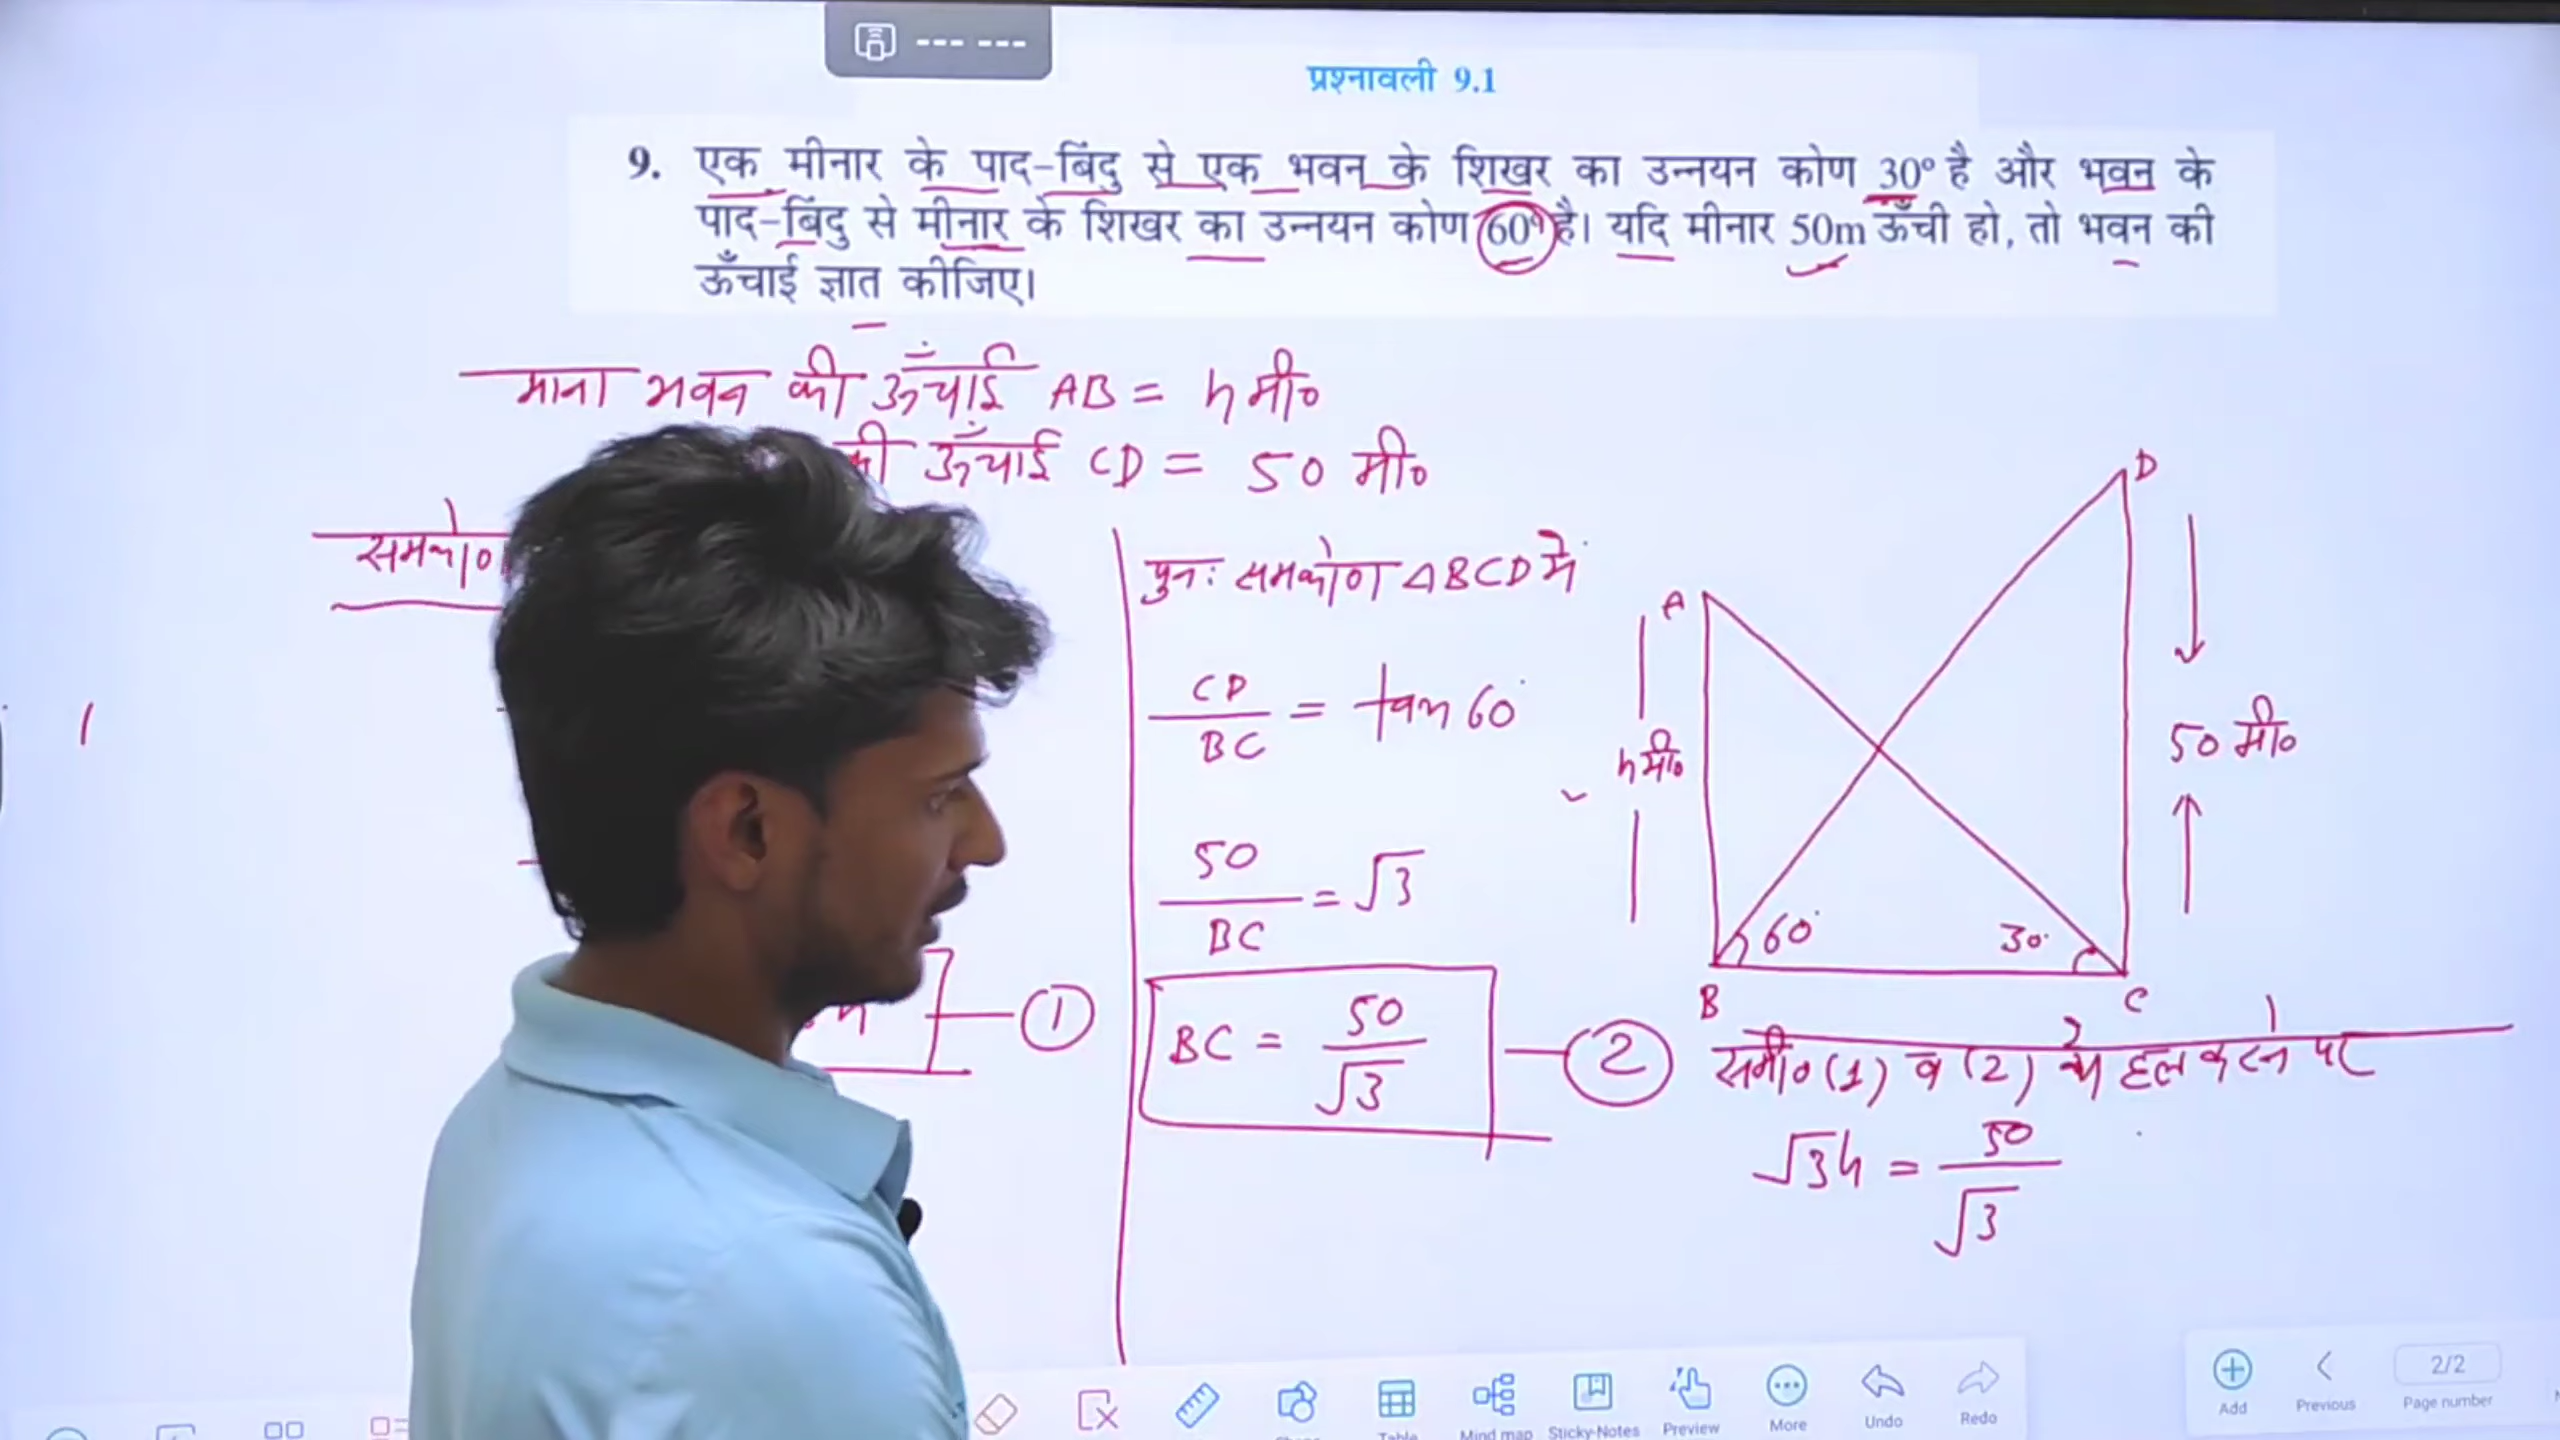 प्रश्नावली 9.1
9. एक मीनार के पाद-बिंदु से एक भवन के शिखर का उन्नयन कोण 30° है और भवन के
पाद-बिंदु से मीनार के शिखर का उन्नयन कोण 60° है। यदि मीनार 50m ऊँची हो, तो भवन की
ऊँचाई ज्ञात कीजिए।
माना भवन की ऊँचाई AB = h मी०
की ऊँचाई CD = 50 मी०
समकोण
1
पुनः समकोण △BCD में
CD/BC = tan 60°
50/BC = √3
BC = 50/√3 — 2
A
D
h मी०
50 मी०
60°
30°
B
C
समी० (1) व (2) को हल करने पर
√3h = 50/√3
Table
Mind map
Sticky-Notes
Preview
More
Undo
Redo
Add
Previous
2/2
Page number